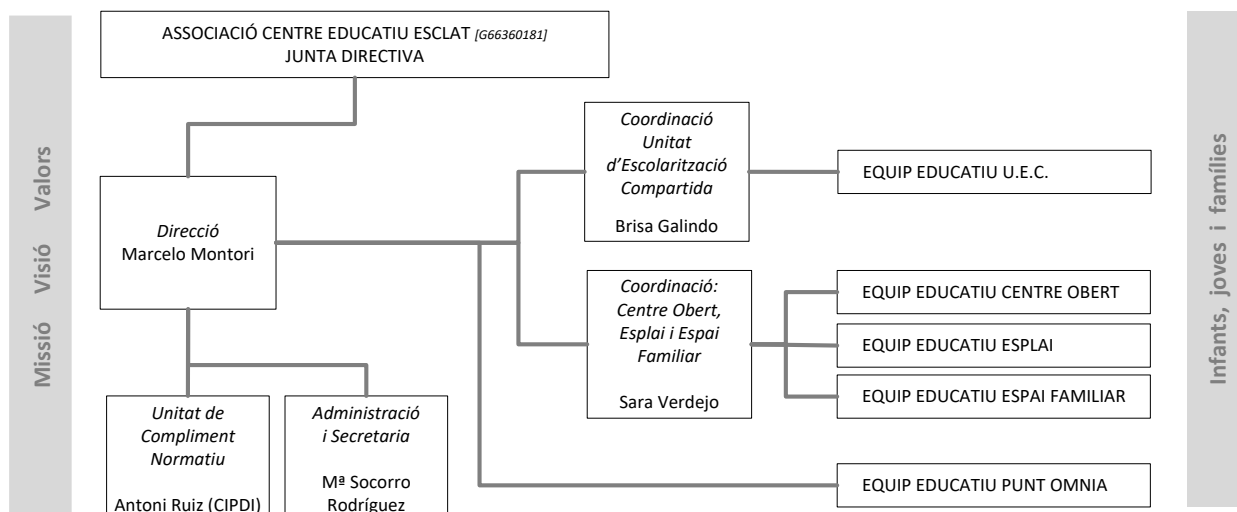 ASSOCIACIÓ CENTRE EDUCATIU ESCLAT [G66360181]
JUNTA DIRECTIVA
Missió Visió Valors
Direcció
Marcelo Montori
Unitat de
Compliment
Normatiu
Antoni Ruiz (CIPDI)
Administració
i Secretaria
Mª Socorro
Rodríguez
Coordinació
Unitat
d’Escolarització
Compartida
Brisa Galindo
Coordinació:
Centre Obert,
Esplai i Espai
Familiar
Sara Verdejo
EQUIP EDUCATIU U.E.C.
EQUIP EDUCATIU CENTRE OBERT
EQUIP EDUCATIU ESPLAI
EQUIP EDUCATIU ESPAI FAMILIAR
EQUIP EDUCATIU PUNT OMNIA
Infants, joves i famílies